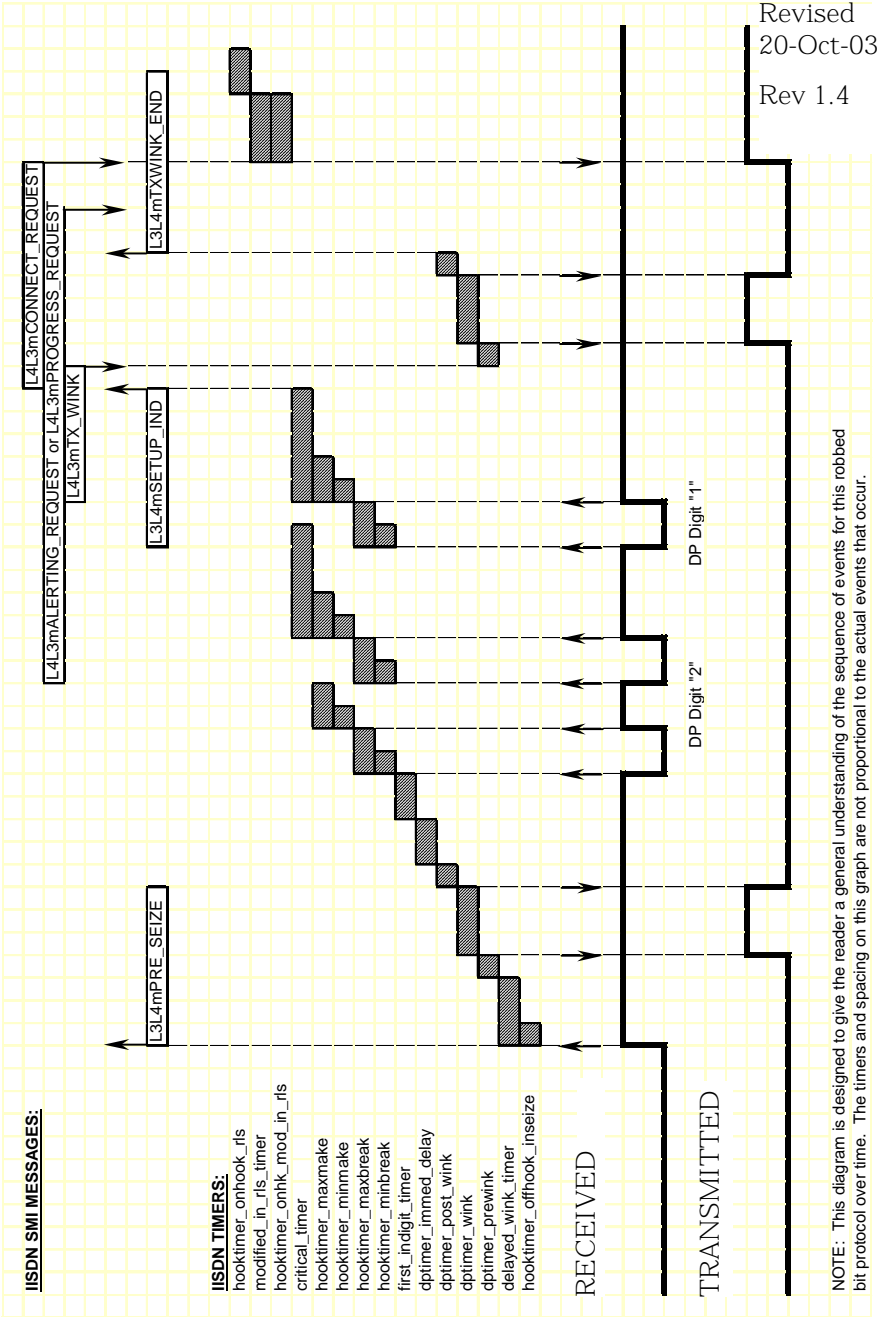 Revised
20-Oct-03
Rev 1.4
IISDN SMI MESSAGES:
L4L3mCONNECT_REQUEST
L4L3mALERTING_REQUEST or L4L3mPROGRESS_REQUEST
L4L3mTX_WINK
L3L4mPRE_SEIZE
L3L4mSETUP_IND
L3L4mTXWINK_END
IISDN TIMERS:
hooktimer_onhook_rls
modified_in_rls_timer
hooktimer_onhk_mod_in_rls
critical_timer
hooktimer_maxmake
hooktimer_minmake
hooktimer_maxbreak
hooktimer_minbreak
first_indigit_timer
dptimer_immed_delay
dptimer_post_wink
dptimer_wink
dptimer_prewink
delayed_wink_timer
hooktimer_offhook_inseize
RECEIVED
DP Digit "2"
DP Digit "1"
TRANSMITTED
NOTE: This diagram is designed to give the reader a general understanding of the sequence of events for this robbed
bit protocol over time. The timers and spacing on this graph are not proportional to the actual events that occur.